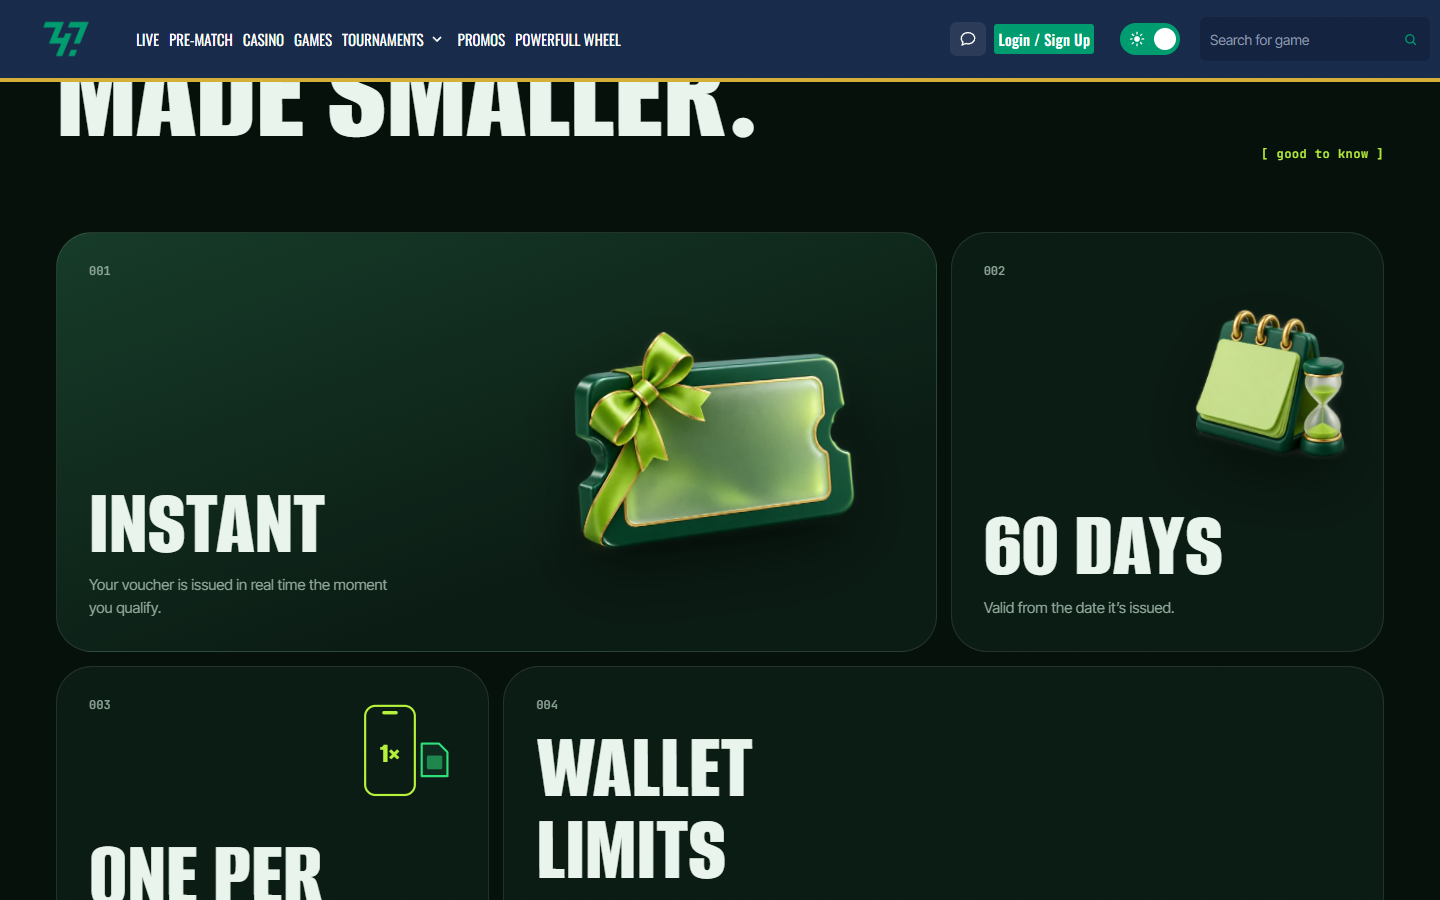 LIVE PRE-MATCH CASINO GAMES TOURNAMENTS PROMOS POWERFULL WHEEL Login / Sign Up Search for game
MADE SMALLER.
[ good to know ]
001
INSTANT
Your voucher is issued in real time the moment
you qualify.
002
60 DAYS
Valid from the date it’s issued.
003
1×
ONE PER
004
WALLET
LIMITS